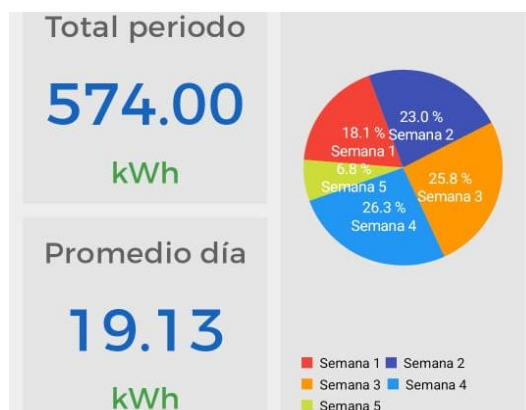 Total periodo
574.00
kWh
Promedio día
19.13
kWh
23.0 %
Semana 2
18.1 %
Semana 1
25.8 %
Semana 3
6.8 %
Semana 5
26.3 %
Semana 4
Semana 1 Semana 2
Semana 3 Semana 4
Semana 5